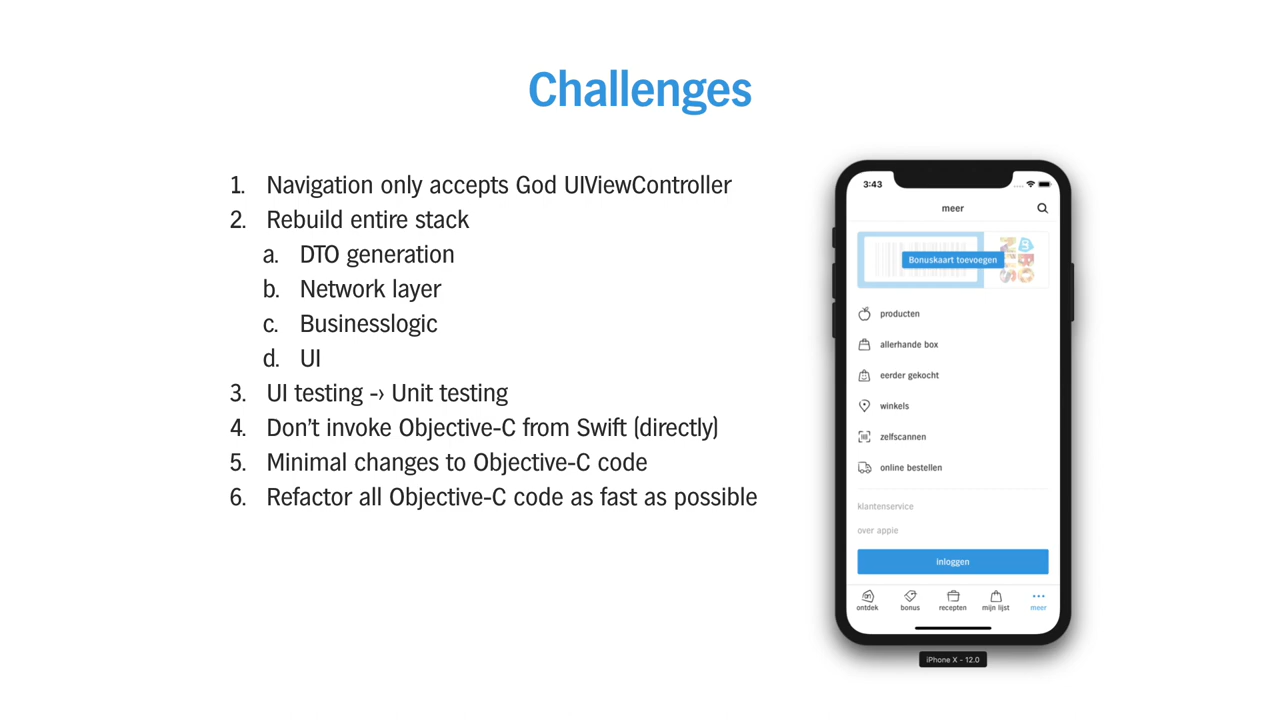 Challenges
1. Navigation only accepts God UIViewController
2. Rebuild entire stack
a. DTO generation
b. Network layer
c. Businesslogic
d. UI
3. UI testing -› Unit testing
4. Don’t invoke Objective-C from Swift (directly)
5. Minimal changes to Objective-C code
6. Refactor all Objective-C code as fast as possible
3:43
meer
Bonuskaart toevoegen
producten
allerhande box
eerder gekocht
winkels
zelfscannen
online bestellen
klantenservice
over appie
inloggen
ontdek bonus recepten mijn lijst meer
iPhone X - 12.0